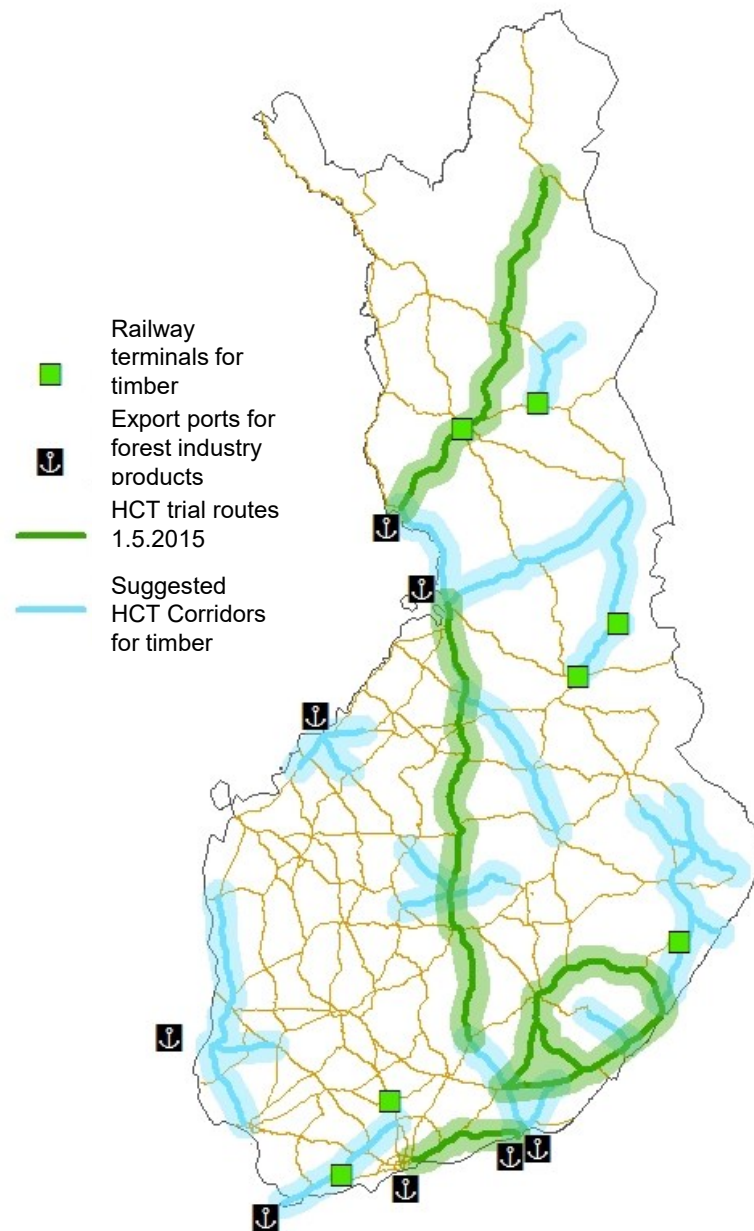 Railway
terminals for
timber
Export ports for
forest industry
products
HCT trial routes
1.5.2015
Suggested
HCT Corridors
for timber